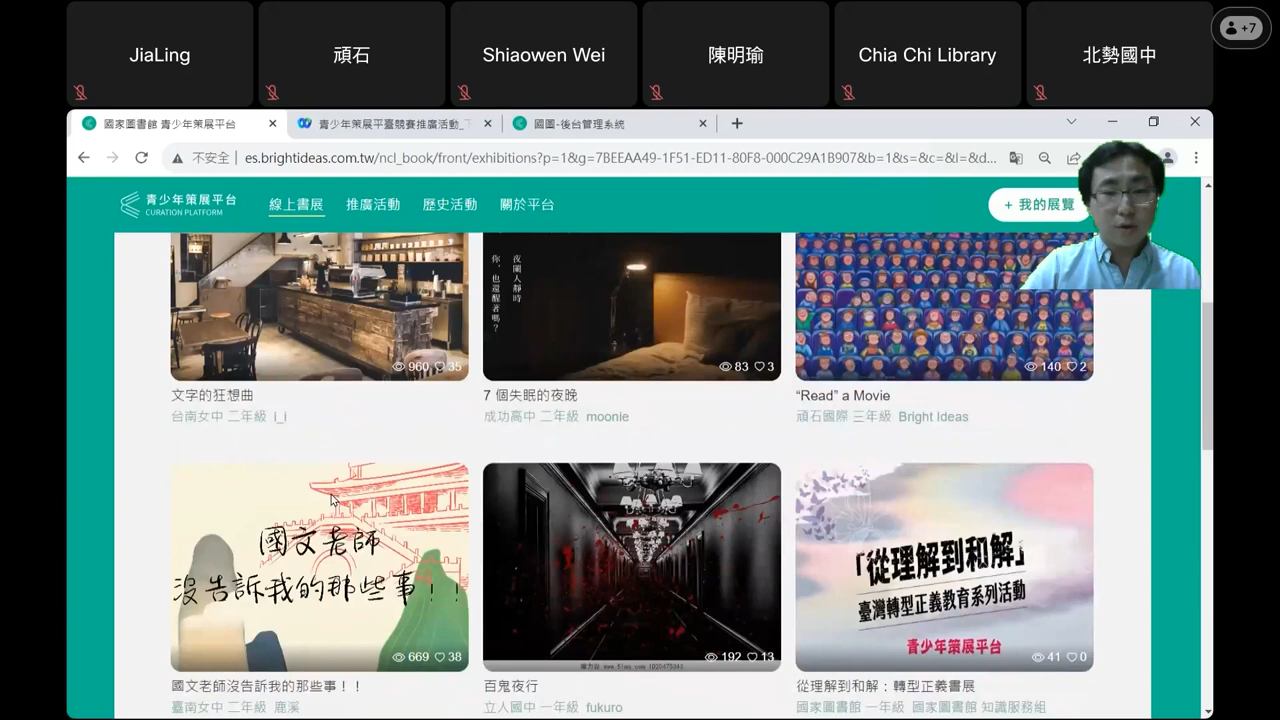 JiaLing
頑石
Shiaowen Wei
陳明瑜
Chia Chi Library
北勢國中
+7
國家圖書館 青少年策展平台
青少年策展平臺競賽推廣活動_下
國圖-後台管理系統
不安全
es.brightideas.com.tw/ncl_book/front/exhibitions?p=1&g=7BEEAA49-1F51-ED11-80F8-000C29A1B907&b=1&s=&c=&l=&d...
青少年策展平台
CURATION PLATFORM
線上書展
推廣活動
歷史活動
關於平台
+ 我的展覽
夜闌人靜時
你,也還醒著嗎?
960 35
83 3
140 2
文字的狂想曲
7 個失眠的夜晚
“Read” a Movie
台南女中 二年級 i_i
成功高中 二年級 moonie
頑石國際 三年級 Bright Ideas
國文老師
沒告訴我的那些事!!
「從理解到和解」
臺灣轉型正義教育系列活動
青少年策展平台
669 38
192 13
41 0
國文老師沒告訴我的那些事!!
百鬼夜行
從理解到和解:轉型正義書展
臺南女中 二年級 鹿溪
立人國中 一年級 fukuro
國家圖書館 一年級 國家圖書館 知識服務組